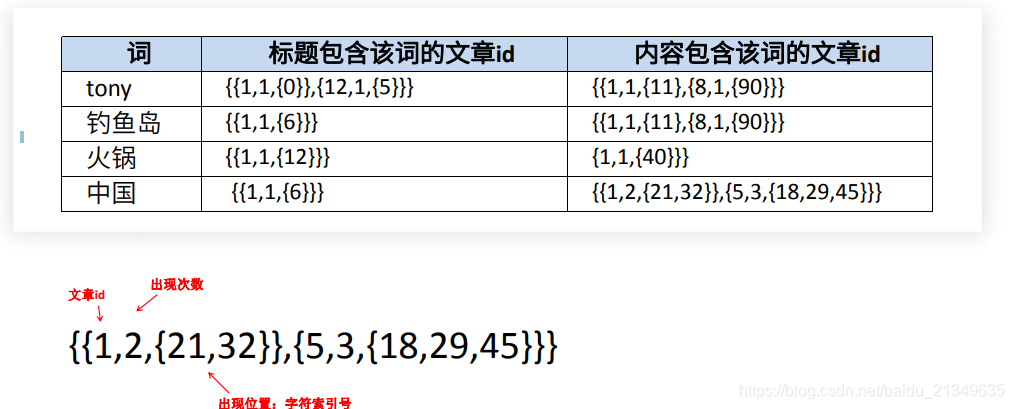 词 标题包含该词的文章id 内容包含该词的文章id
tony {{1,1,{0}},{12,1,{5}}} {{1,1,{11},{8,1,{90}}}
钓鱼岛 {{1,1,{6}}} {{1,1,{11},{8,1,{90}}}
火锅 {{1,1,{12}}} {1,1,{40}}}
中国 {{1,1,{6}}} {{1,2,{21,32}},{5,3,{18,29,45}}}
出现次数
文章id
{{1,2,{21,32}},{5,3,{18,29,45}}}
出现位置：字符索引号
https://blog.csdn.net/baidu_21349635